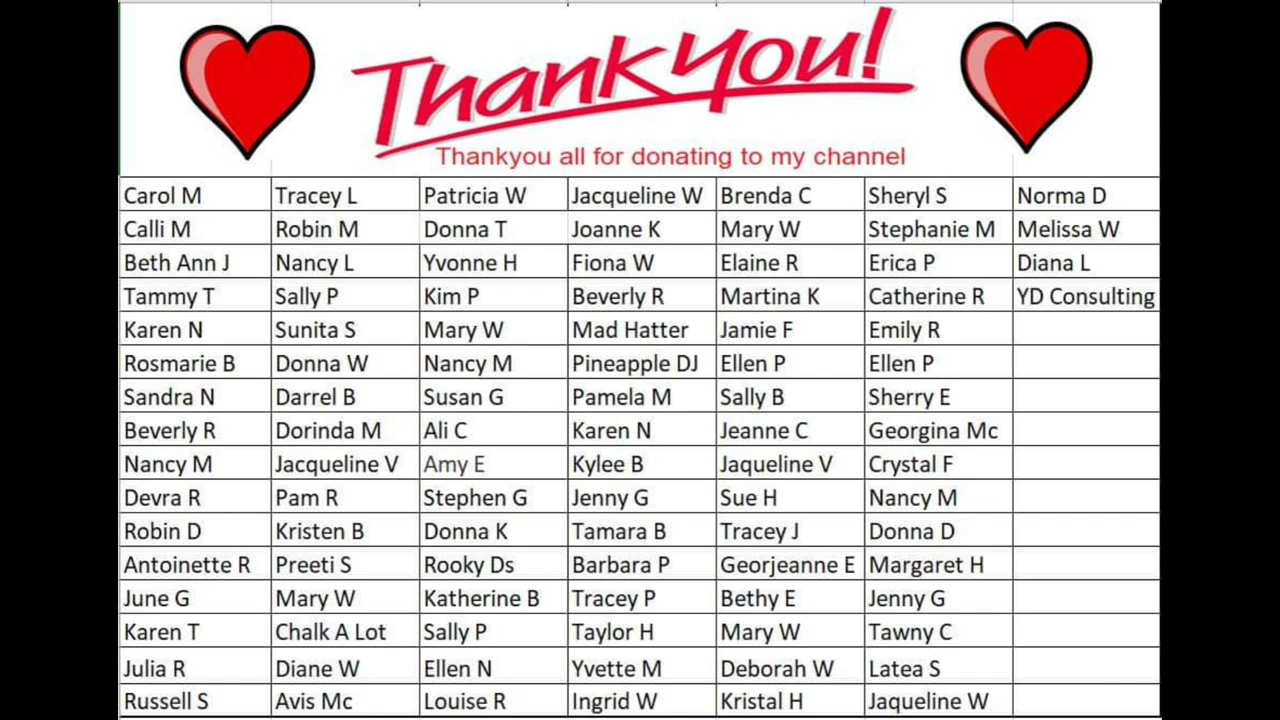 Thank you!
Thankyou all for donating to my channel
Carol M Tracey L Patricia W Jacqueline W Brenda C Sheryl S Norma D
Calli M Robin M Donna T Joanne K Mary W Stephanie M Melissa W
Beth Ann J Nancy L Yvonne H Fiona W Elaine R Erica P Diana L
Tammy T Sally P Kim P Beverly R Martina K Catherine R YD Consulting
Karen N Sunita S Mary W Mad Hatter Jamie F Emily R
Rosmarie B Donna W Nancy M Pineapple DJ Ellen P Ellen P
Sandra N Darrel B Susan G Pamela M Sally B Sherry E
Beverly R Dorinda M Ali C Karen N Jeanne C Georgina Mc
Nancy M Jacqueline V Amy E Kylee B Jaqueline V Crystal F
Devra R Pam R Stephen G Jenny G Sue H Nancy M
Robin D Kristen B Donna K Tamara B Tracey J Donna D
Antoinette R Preeti S Rooky Ds Barbara P Georjeanne E Margaret H
June G Mary W Katherine B Tracey P Bethy E Jenny G
Karen T Chalk A Lot Sally P Taylor H Mary W Tawny C
Julia R Diane W Ellen N Yvette M Deborah W Latea S
Russell S Avis Mc Louise R Ingrid W Kristal H Jaqueline W